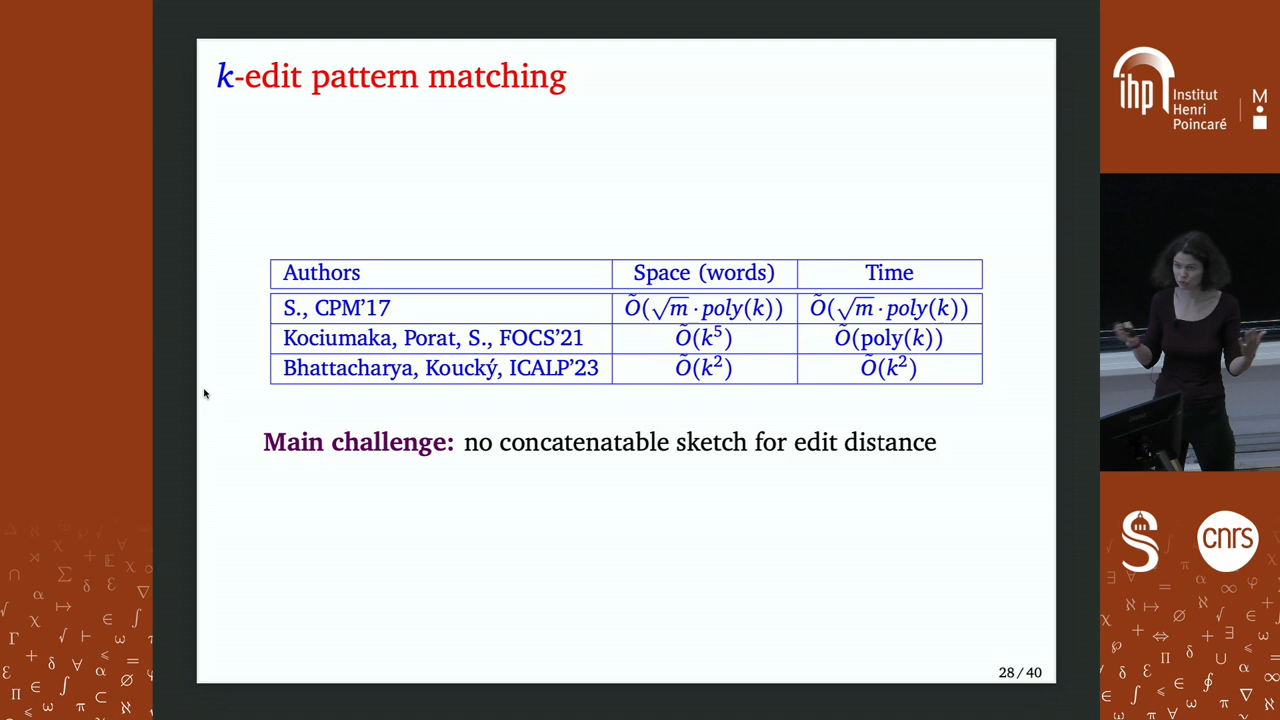 k-edit pattern matching
Authors Space (words) Time
S., CPM'17 Õ(√m · poly(k)) Õ(√m · poly(k))
Kociumaka, Porat, S., FOCS'21 Õ(k⁵) Õ(poly(k))
Bhattacharya, Koucký, ICALP'23 Õ(k²) Õ(k²)
Main challenge: no concatenatable sketch for edit distance
28 / 40
ihp
Institut
Henri
Poincaré
cnrs